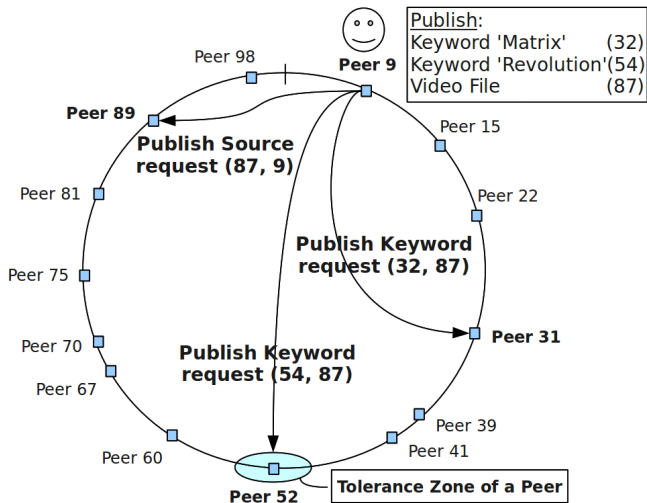 Publish:
Keyword 'Matrix' (32)
Keyword 'Revolution'(54)
Video File (87)
Peer 98
Peer 9
Peer 89
Peer 15
Publish Source
request (87, 9)
Peer 81
Peer 22
Publish Keyword
request (32, 87)
Peer 75
Peer 31
Peer 70
Publish Keyword
request (54, 87)
Peer 67
Peer 39
Peer 41
Peer 60
Tolerance Zone of a Peer
Peer 52